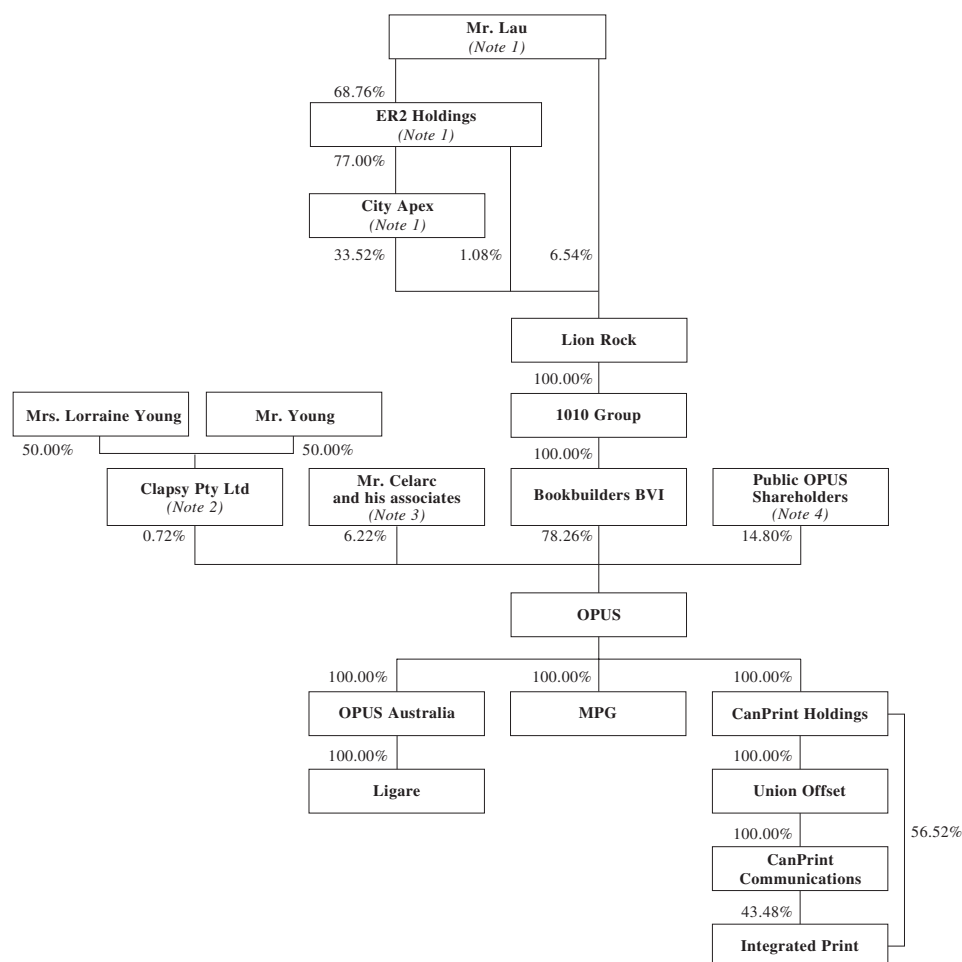 Mr. Lau
(Note 1)
68.76%
ER2 Holdings
(Note 1)
77.00%
City Apex
(Note 1)
33.52%
1.08%
6.54%
Lion Rock
100.00%
Mrs. Lorraine Young
Mr. Young
1010 Group
50.00%
50.00%
100.00%
Clapsy Pty Ltd
(Note 2)
Mr. Celarc
and his associates
(Note 3)
Bookbuilders BVI
Public OPUS
Shareholders
(Note 4)
0.72%
6.22%
78.26%
14.80%
OPUS
100.00%
100.00%
100.00%
OPUS Australia
MPG
CanPrint Holdings
100.00%
100.00%
Ligare
Union Offset
56.52%
100.00%
CanPrint
Communications
43.48%
Integrated Print